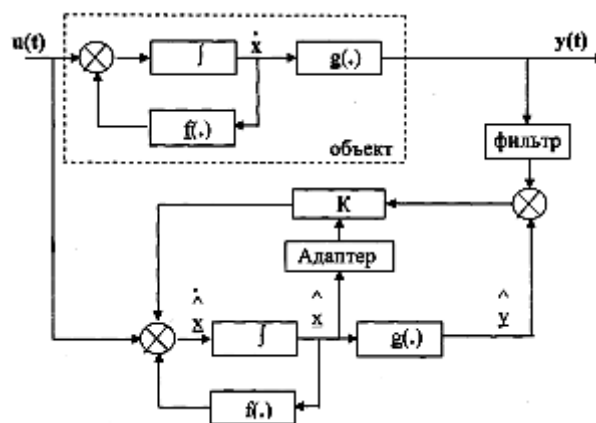 u(t)
∫
ẋ
g(.)
y(t)
f(.)
объект
фильтр
K
Адаптер
x̂̇
∫
x̂
g(.)
ŷ
f(.)